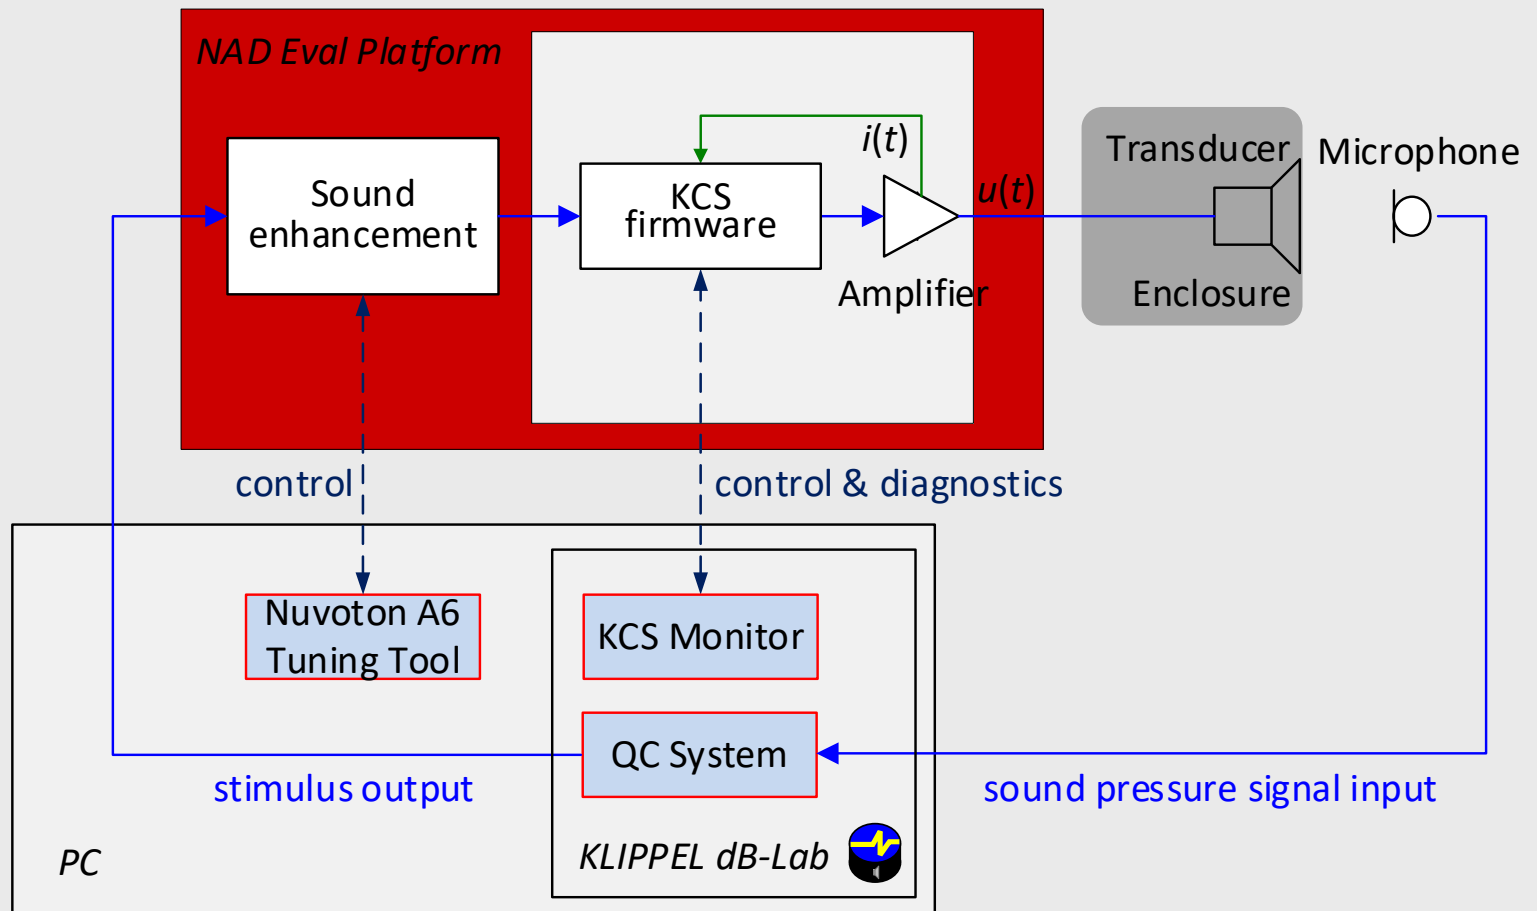 NAD Eval Platform
Sound
enhancement
KCS
firmware
i(t)
Amplifier
u(t)
Transducer
Enclosure
Microphone
control
control & diagnostics
Nuvoton A6
Tuning Tool
KCS Monitor
QC System
stimulus output
sound pressure signal input
KLIPPEL dB-Lab
PC